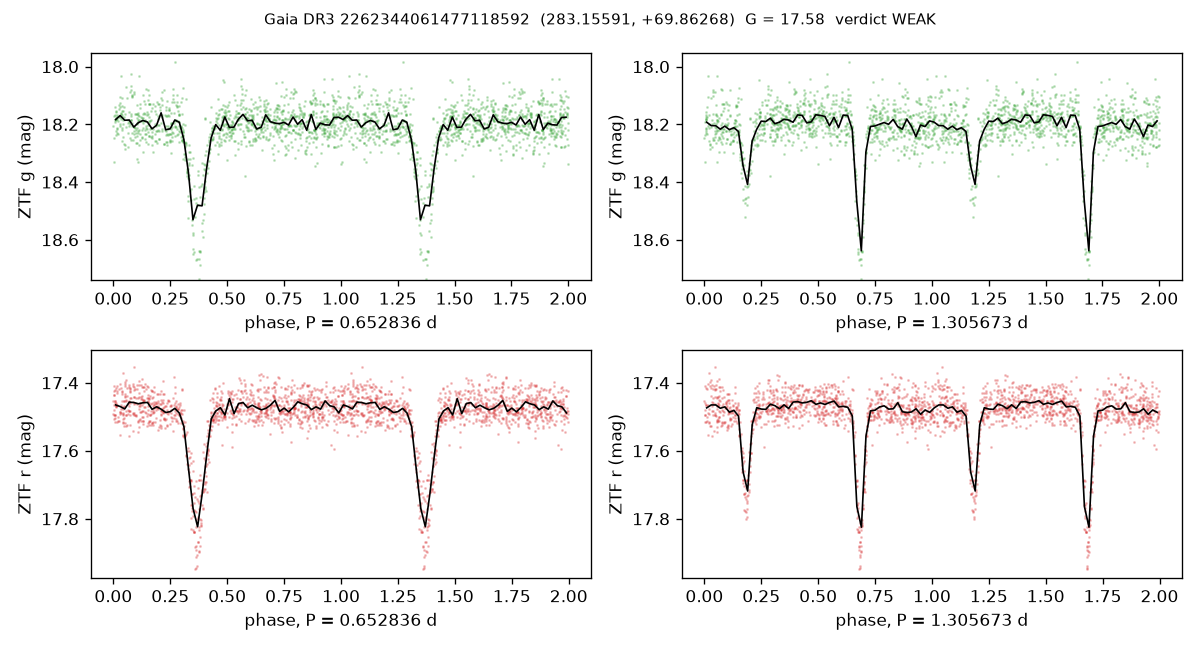 Gaia DR3 2262344061477118592 (283.15591, +69.86268) G = 17.58 verdict WEAK
ZTF g (mag)
18.0
18.2
18.4
18.6
0.00 0.25 0.50 0.75 1.00 1.25 1.50 1.75 2.00
phase, P = 0.652836 d
ZTF g (mag)
18.0
18.2
18.4
18.6
0.00 0.25 0.50 0.75 1.00 1.25 1.50 1.75 2.00
phase, P = 1.305673 d
ZTF r (mag)
17.4
17.6
17.8
0.00 0.25 0.50 0.75 1.00 1.25 1.50 1.75 2.00
phase, P = 0.652836 d
ZTF r (mag)
17.4
17.6
17.8
0.00 0.25 0.50 0.75 1.00 1.25 1.50 1.75 2.00
phase, P = 1.305673 d